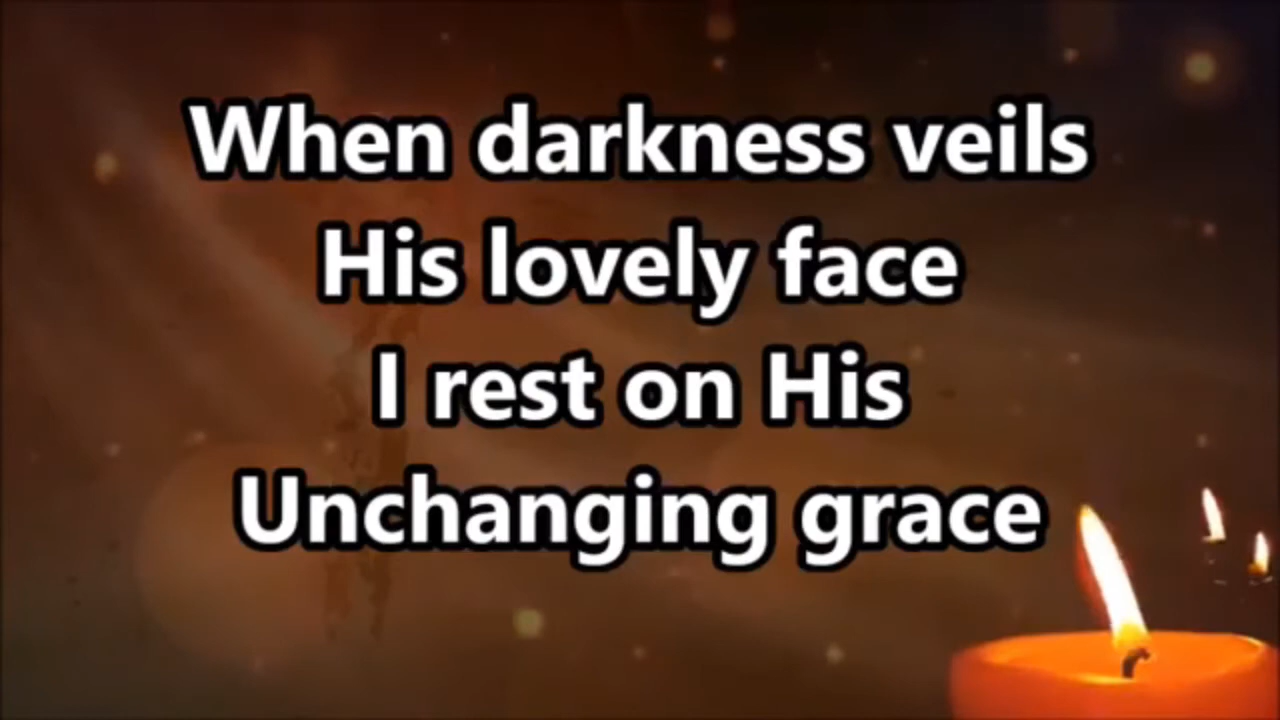 When darkness veils
His lovely face
I rest on His
Unchanging grace